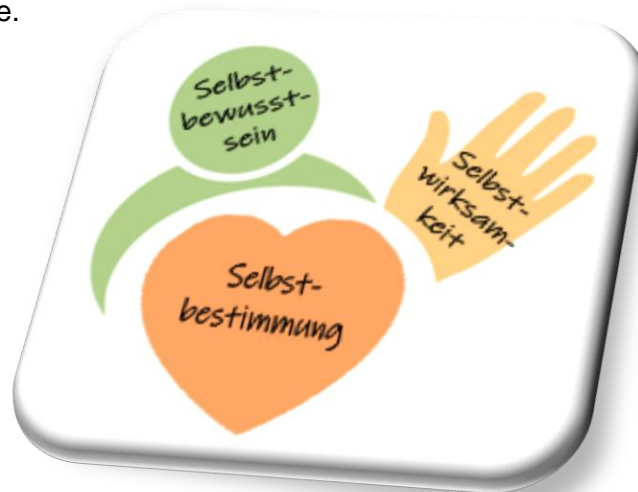 e.
Selbst-
bewusst-
sein
Selbst-
wirksam-
keit
Selbst-
bestimmung